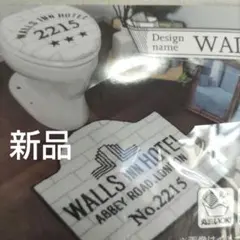 WALLS INN HOTEL
2215
★★★
Design
name
WAL
新品
WALLS INN HOTEL
ABBEY ROAD LONDON
No.2215